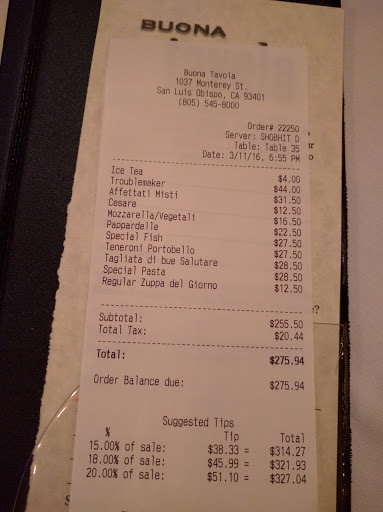 BUONA
Buona Tavola
1037 Monterey St.
San Luis Obispo, CA 93401
(805) 545-8000
Order# 22250
Server: SHOBHIT D
Table: Table 35
Date: 3/11/16, 6:55 PM
Ice Tea $4.00
Troublemaker $44.00
Affettati Misti $31.50
Cesare $12.50
Mozzarella/Vegetali $16.50
Pappardelle $22.50
Special Fish $27.50
Teneroni Portobello $27.50
Tagliata di bue Salutare $28.50
Special Pasta $28.50
Regular Zuppa del Giorno $12.50
Subtotal: $255.50
Total Tax: $20.44
Total: $275.94
Order Balance due: $275.94
Suggested Tips
% Tip Total
15.00% of sale: $38.33 = $314.27
18.00% of sale: $45.99 = $321.93
20.00% of sale: $51.10 = $327.04